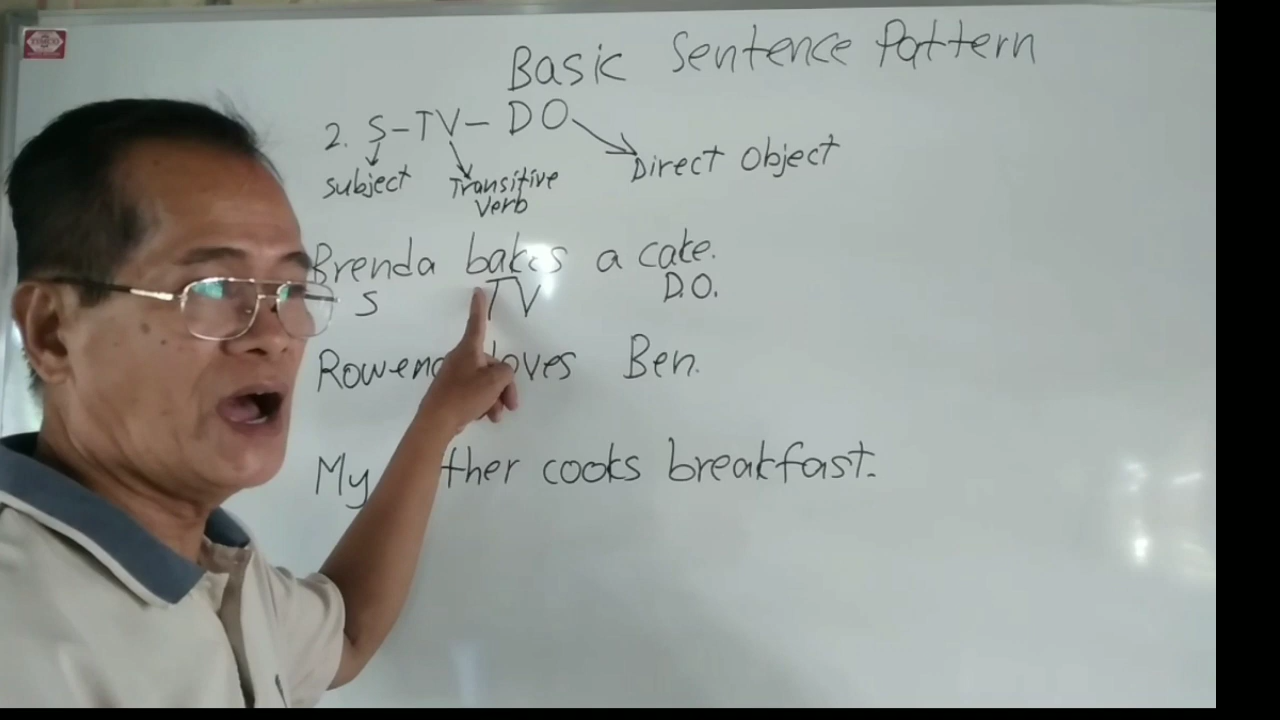 Basic Sentence Pattern
2. S-TV-DO
Subject Transitive Verb Direct Object
Brenda bakes a cake.
S TV D.O.
loves Ben.
My cooks breakfast.